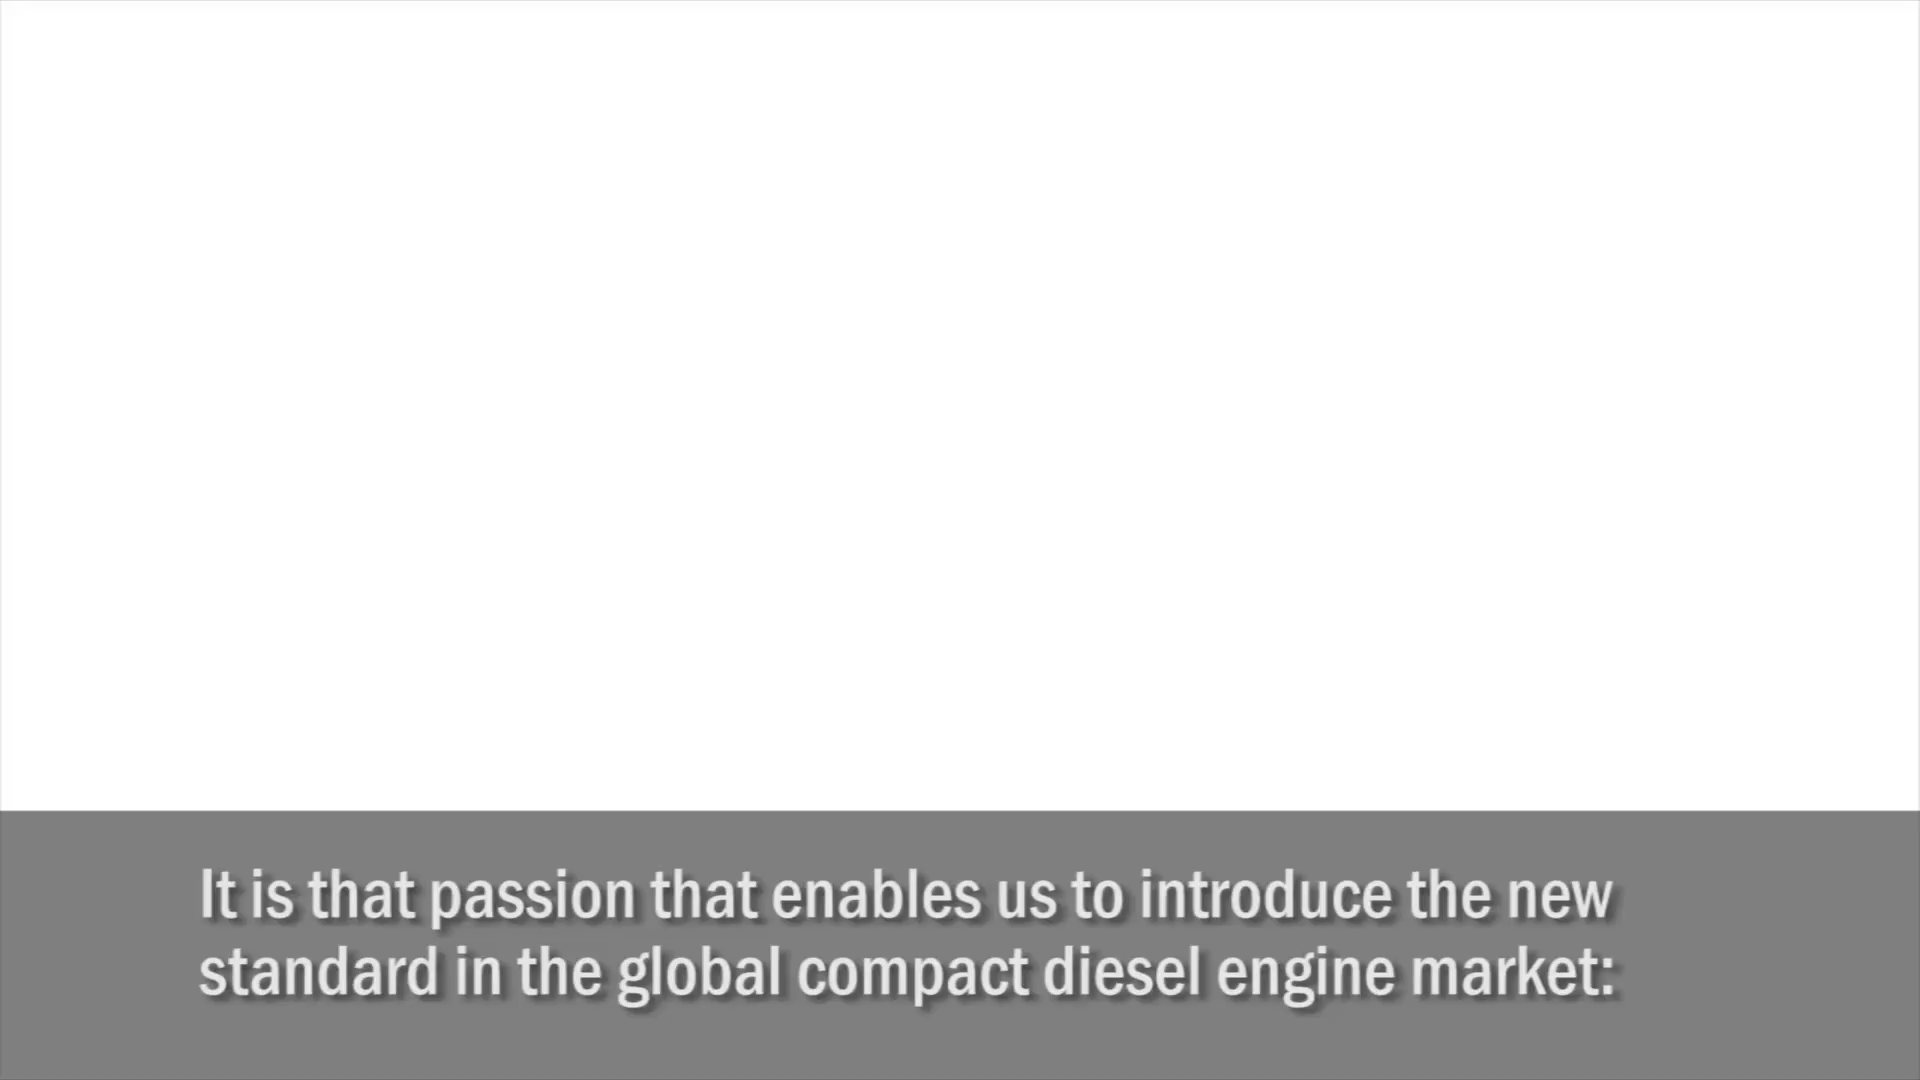 It is that passion that enables us to introduce the new
standard in the global compact diesel engine market: